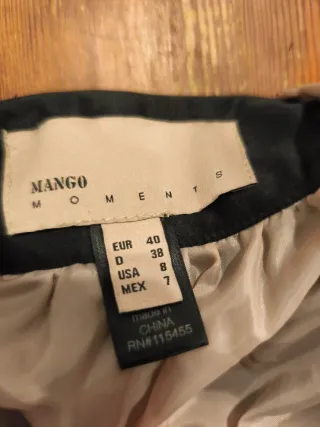 MANGO
MOMENTS
EUR 40
D 38
USA 8
MEX 7
made in
CHINA
RN#115455